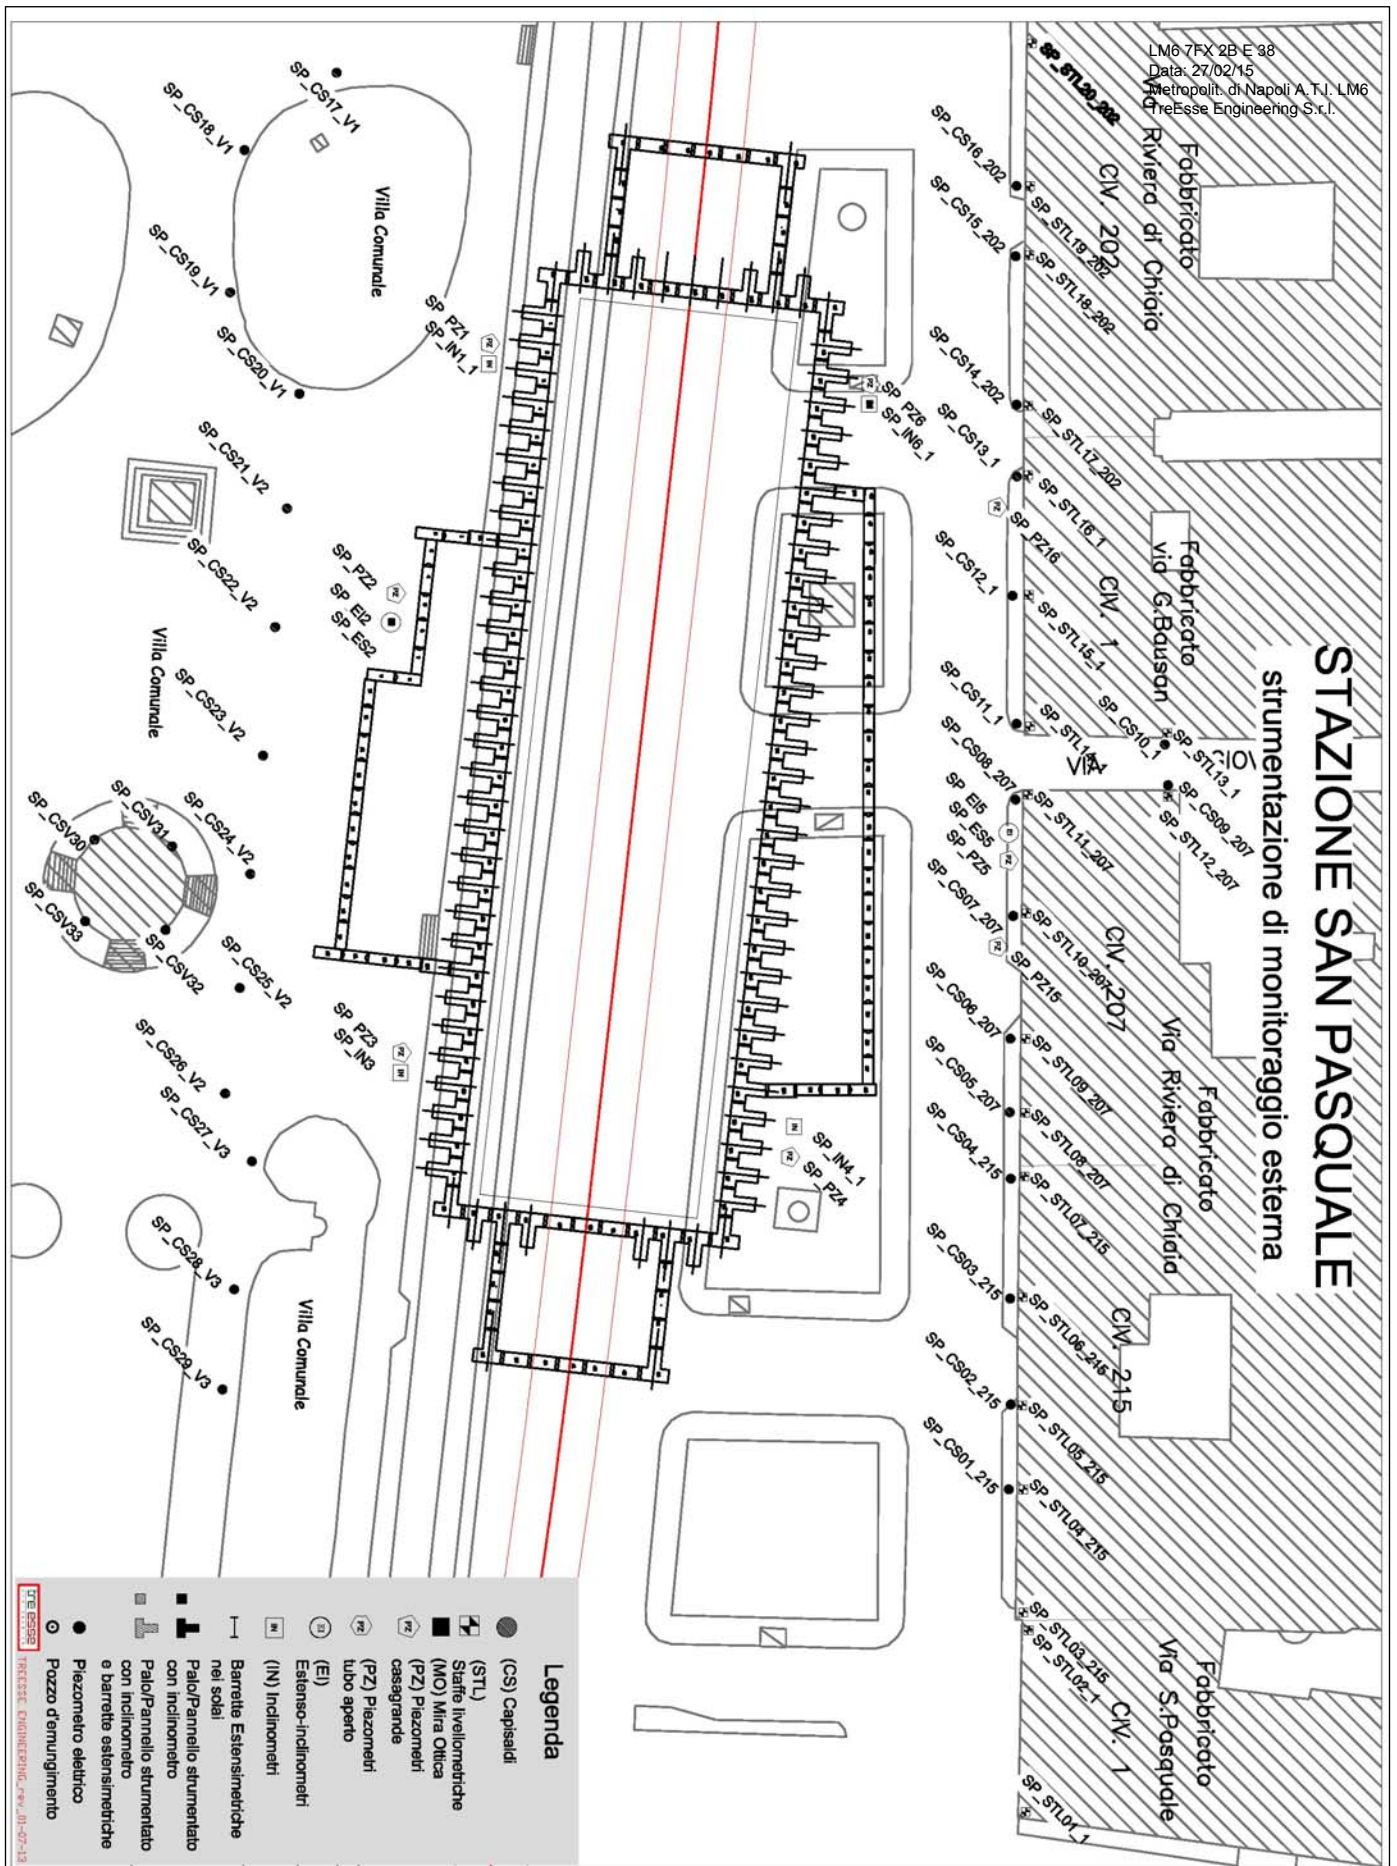 LM6 7FX 2B E 38
Data: 27/02/15
Metropolit. di Napoli A.T.I. LM6
TreEsse Engineering S.r.l.
STAZIONE SAN PASQUALE
strumentazione di monitoraggio esterna
Fabbricato
Via Riviera di Chiaia
CIV. 202
Fabbricato
via G.Bausan
CIV. 1
VIA
Fabbricato
Via Riviera di Chiaia
CIV. 207
CIV. 215
Fabbricato
Via S.Pasquale
CIV. 1
SP_STL20_202
SP_STL19_202
SP_STL18_202
SP_STL17_202
SP_STL16_1
SP_PZ16
SP_STL15_1
SP_STL14_1
SP_STL13_1
SP_CS10_1
SP_CS09_207
SP_STL12_207
SP_STL11_207
SP_STL10_207
SP_PZ15
SP_STL09_207
SP_STL08_207
SP_STL07_215
SP_STL06_215
SP_STL05_215
SP_STL04_215
SP_STL03_215
SP_STL02_1
SP_STL01_1
SP_CS16_202
SP_CS15_202
SP_CS14_202
SP_CS13_1
SP_CS12_1
SP_CS11_1
SP_CS08_207
SP_EI5
SP_ES5
SP_PZ5
SP_CS07_207
SP_CS06_207
SP_CS05_207
SP_CS04_215
SP_CS03_215
SP_CS02_215
SP_CS01_215
SP_PZ6
SP_IN6_1
SP_IN4_1
SP_PZ4
SP_PZ1
SP_IN1_1
SP_PZ2
SP_EI2
SP_ES2
SP_PZ3
SP_IN3
Villa Comunale
Villa Comunale
Villa Comunale
SP_CS17_V1
SP_CS18_V1
SP_CS19_V1
SP_CS20_V1
SP_CS21_V2
SP_CS22_V2
SP_CS23_V2
SP_CS24_V2
SP_CSV31
SP_CSV30
SP_CSV33
SP_CSV32
SP_CS25_V2
SP_CS26_V2
SP_CS27_V3
SP_CS28_V3
SP_CS29_V3
Legenda
(CS) Capisaldi
(STL)
Staffe livellometriche
(MO) Mira Ottica
(PZ) Piezometri
casagrande
(PZ) Piezometri
tubo aperto
(EI)
Estenso-inclinometri
(IN) Inclinometri
Barrette Estensimetriche
nei solai
Palo/Pannello strumentato
con inclinometro
Palo/Pannello strumentato
con inclinometro
e barrette estensimetriche
Piezometro elettrico
Pozzo d'emungimento
tre esse
TREESSE ENGINEERING_rev_01-07-13